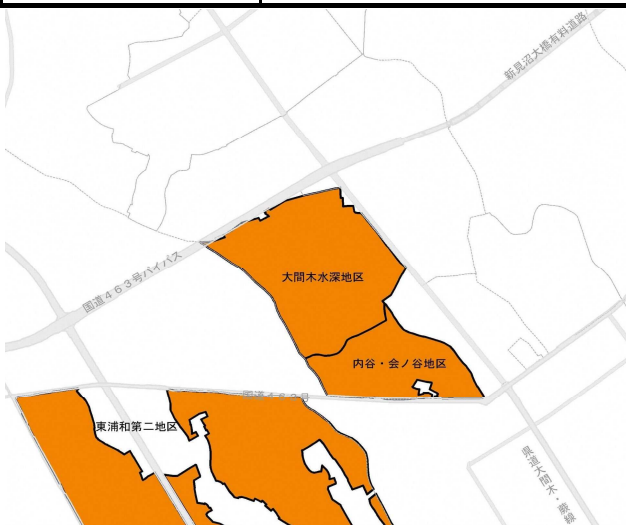 新見沼大橋有料道路
国道463号バイパス
大間木水深地区
内谷・会ノ谷地区
国道463号
東浦和第二地区
県道大間木・蕨線